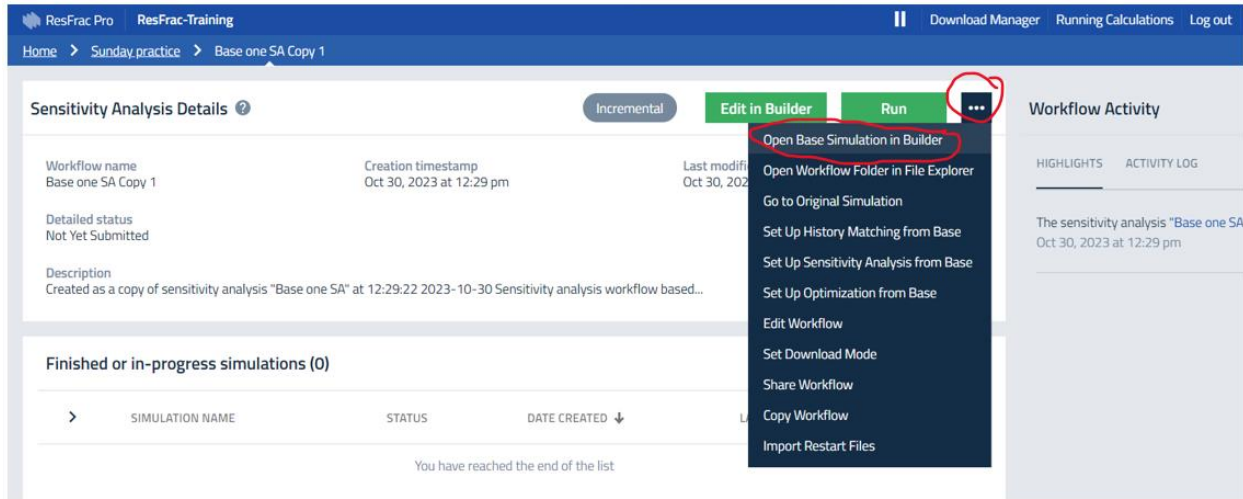 ResFrac Pro ResFrac-Training Download Manager Running Calculations Log out
Home > Sunday practice > Base one SA Copy 1
Sensitivity Analysis Details ? Incremental Edit in Builder Run ... Workflow Activity
Open Base Simulation in Builder
Workflow name Creation timestamp Last modifi
Base one SA Copy 1 Oct 30, 2023 at 12:29 pm Oct 30, 202
Open Workflow Folder in File Explorer
HIGHLIGHTS ACTIVITY LOG
Go to Original Simulation
Detailed status
Not Yet Submitted
Set Up History Matching from Base
The sensitivity analysis "Base one SA
Oct 30, 2023 at 12:29 pm
Set Up Sensitivity Analysis from Base
Description
Created as a copy of sensitivity analysis "Base one SA" at 12:29:22 2023-10-30 Sensitivity analysis workflow based...
Set Up Optimization from Base
Edit Workflow
Set Download Mode
Share Workflow
Copy Workflow
Import Restart Files
Finished or in-progress simulations (0)
> SIMULATION NAME STATUS DATE CREATED ↓
You have reached the end of the list